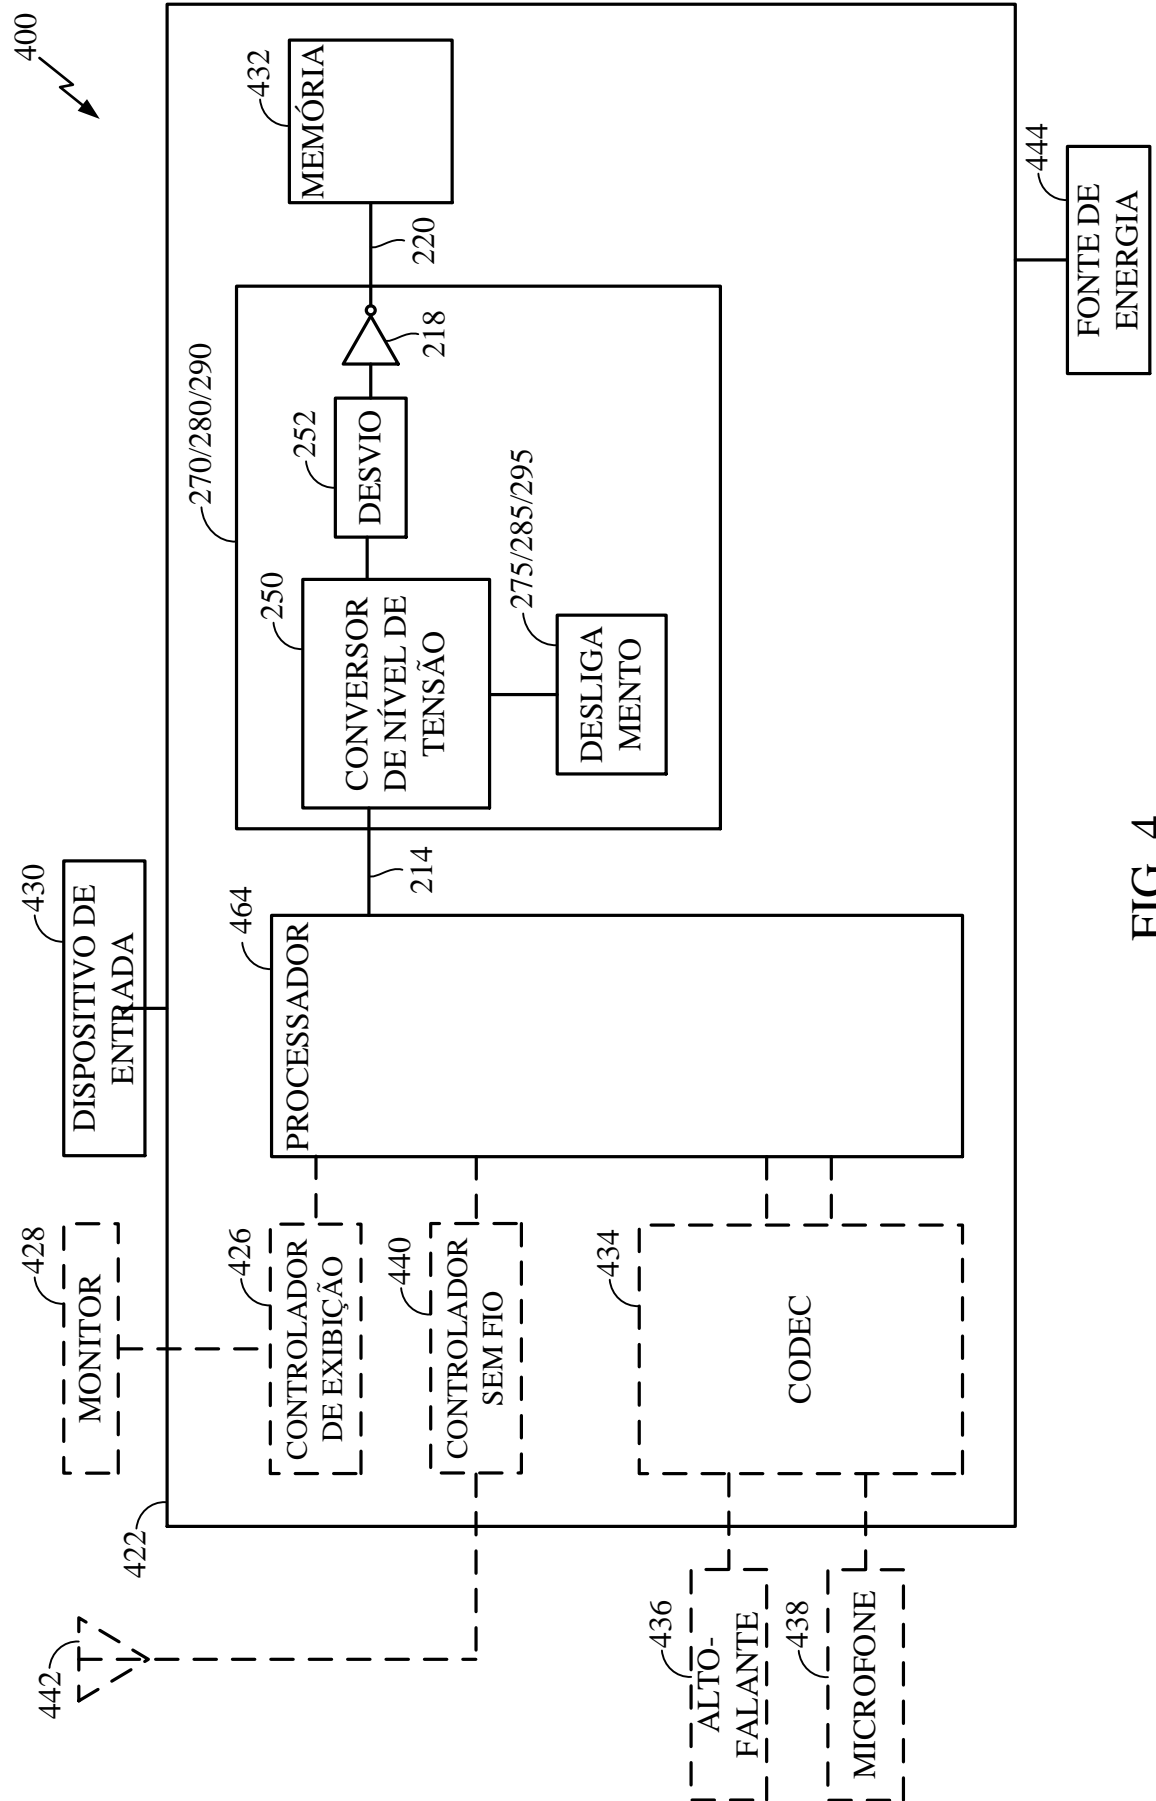 400
442
422
MONITOR
428
DISPOSITIVO DE
ENTRADA
430
CONTROLADOR
DE EXIBIÇÃO
426
CONTROLADOR
SEM FIO
440
CODEC
434
ALTO-
FALANTE
436
MICROFONE
438
PROCESSADOR
464
214
270/280/290
CONVERSOR
DE NÍVEL DE
TENSÃO
250
DESVIO
252
218
DESLIGA
MENTO
275/285/295
220
MEMÓRIA
432
FONTE DE
ENERGIA
444
FIG. 4